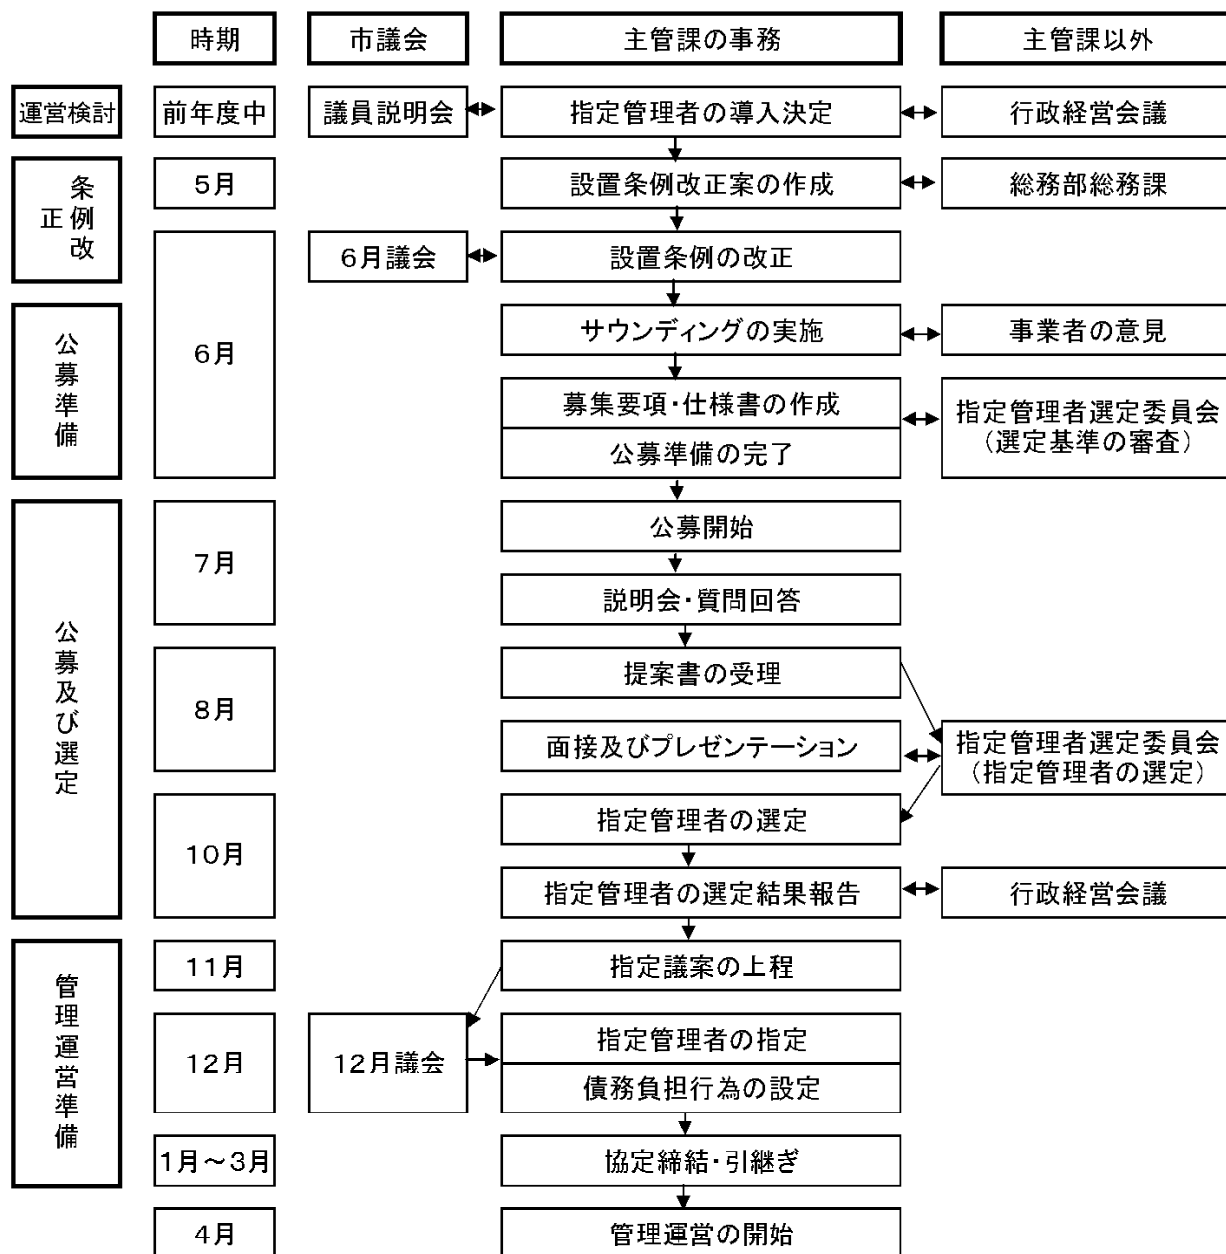 時期
市議会
主管課の事務
主管課以外
運営検討
前年度中
議員説明会
指定管理者の導入決定
行政経営会議
条例改正
5月
設置条例改正案の作成
総務部総務課
6月
6月議会
設置条例の改正
公募準備
サウンディングの実施
事業者の意見
募集要項・仕様書の作成
公募準備の完了
指定管理者選定委員会
（選定基準の審査）
公募及び選定
7月
公募開始
説明会・質問回答
8月
提案書の受理
面接及びプレゼンテーション
指定管理者選定委員会
（指定管理者の選定）
10月
指定管理者の選定
指定管理者の選定結果報告
行政経営会議
管理運営準備
11月
指定議案の上程
12月
12月議会
指定管理者の指定
債務負担行為の設定
1月～3月
協定締結・引継ぎ
4月
管理運営の開始